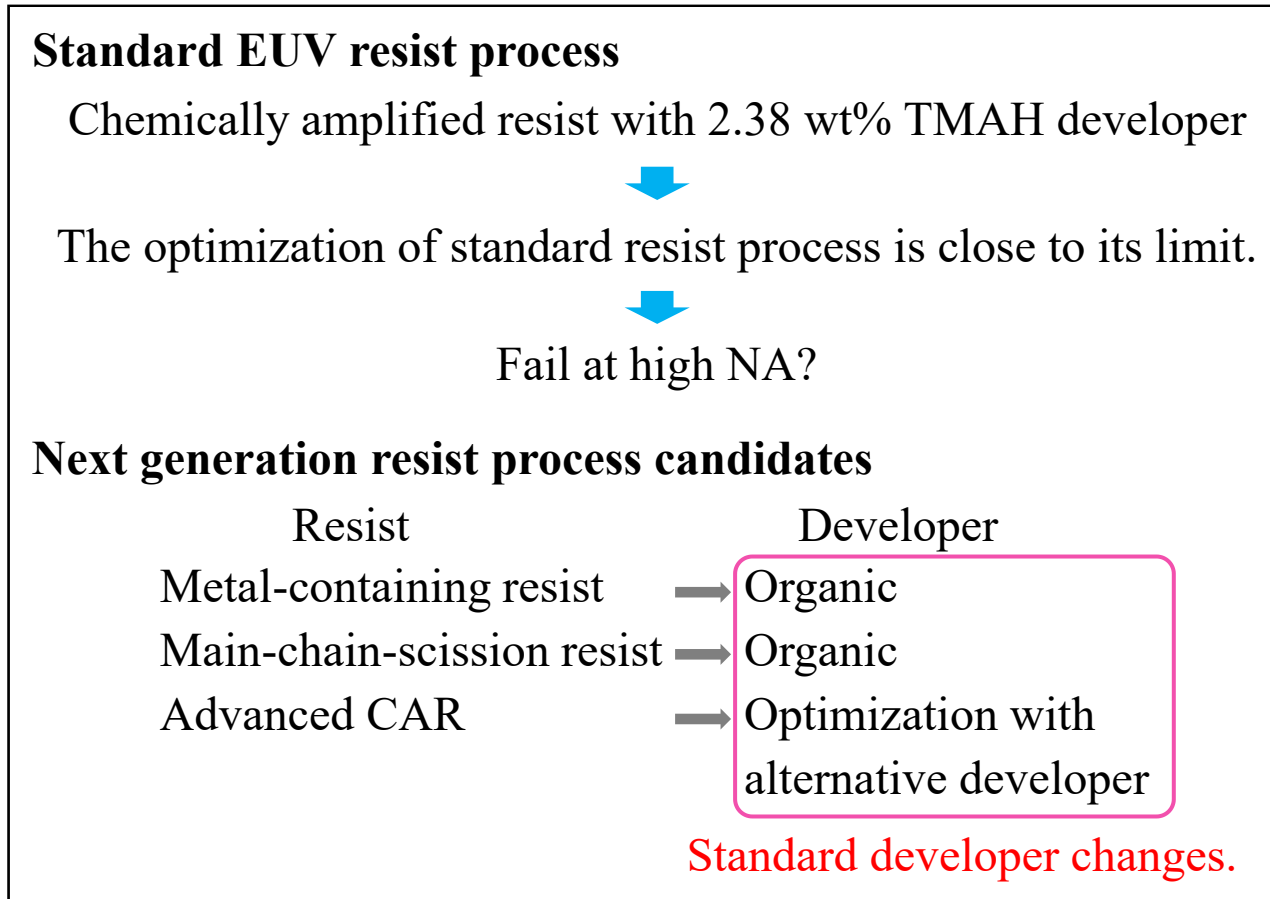 Standard EUV resist process
Chemically amplified resist with 2.38 wt% TMAH developer
The optimization of standard resist process is close to its limit.
Fail at high NA?
Next generation resist process candidates
Resist Developer
Metal-containing resist Organic
Main-chain-scission resist Organic
Advanced CAR Optimization with
alternative developer
Standard developer changes.